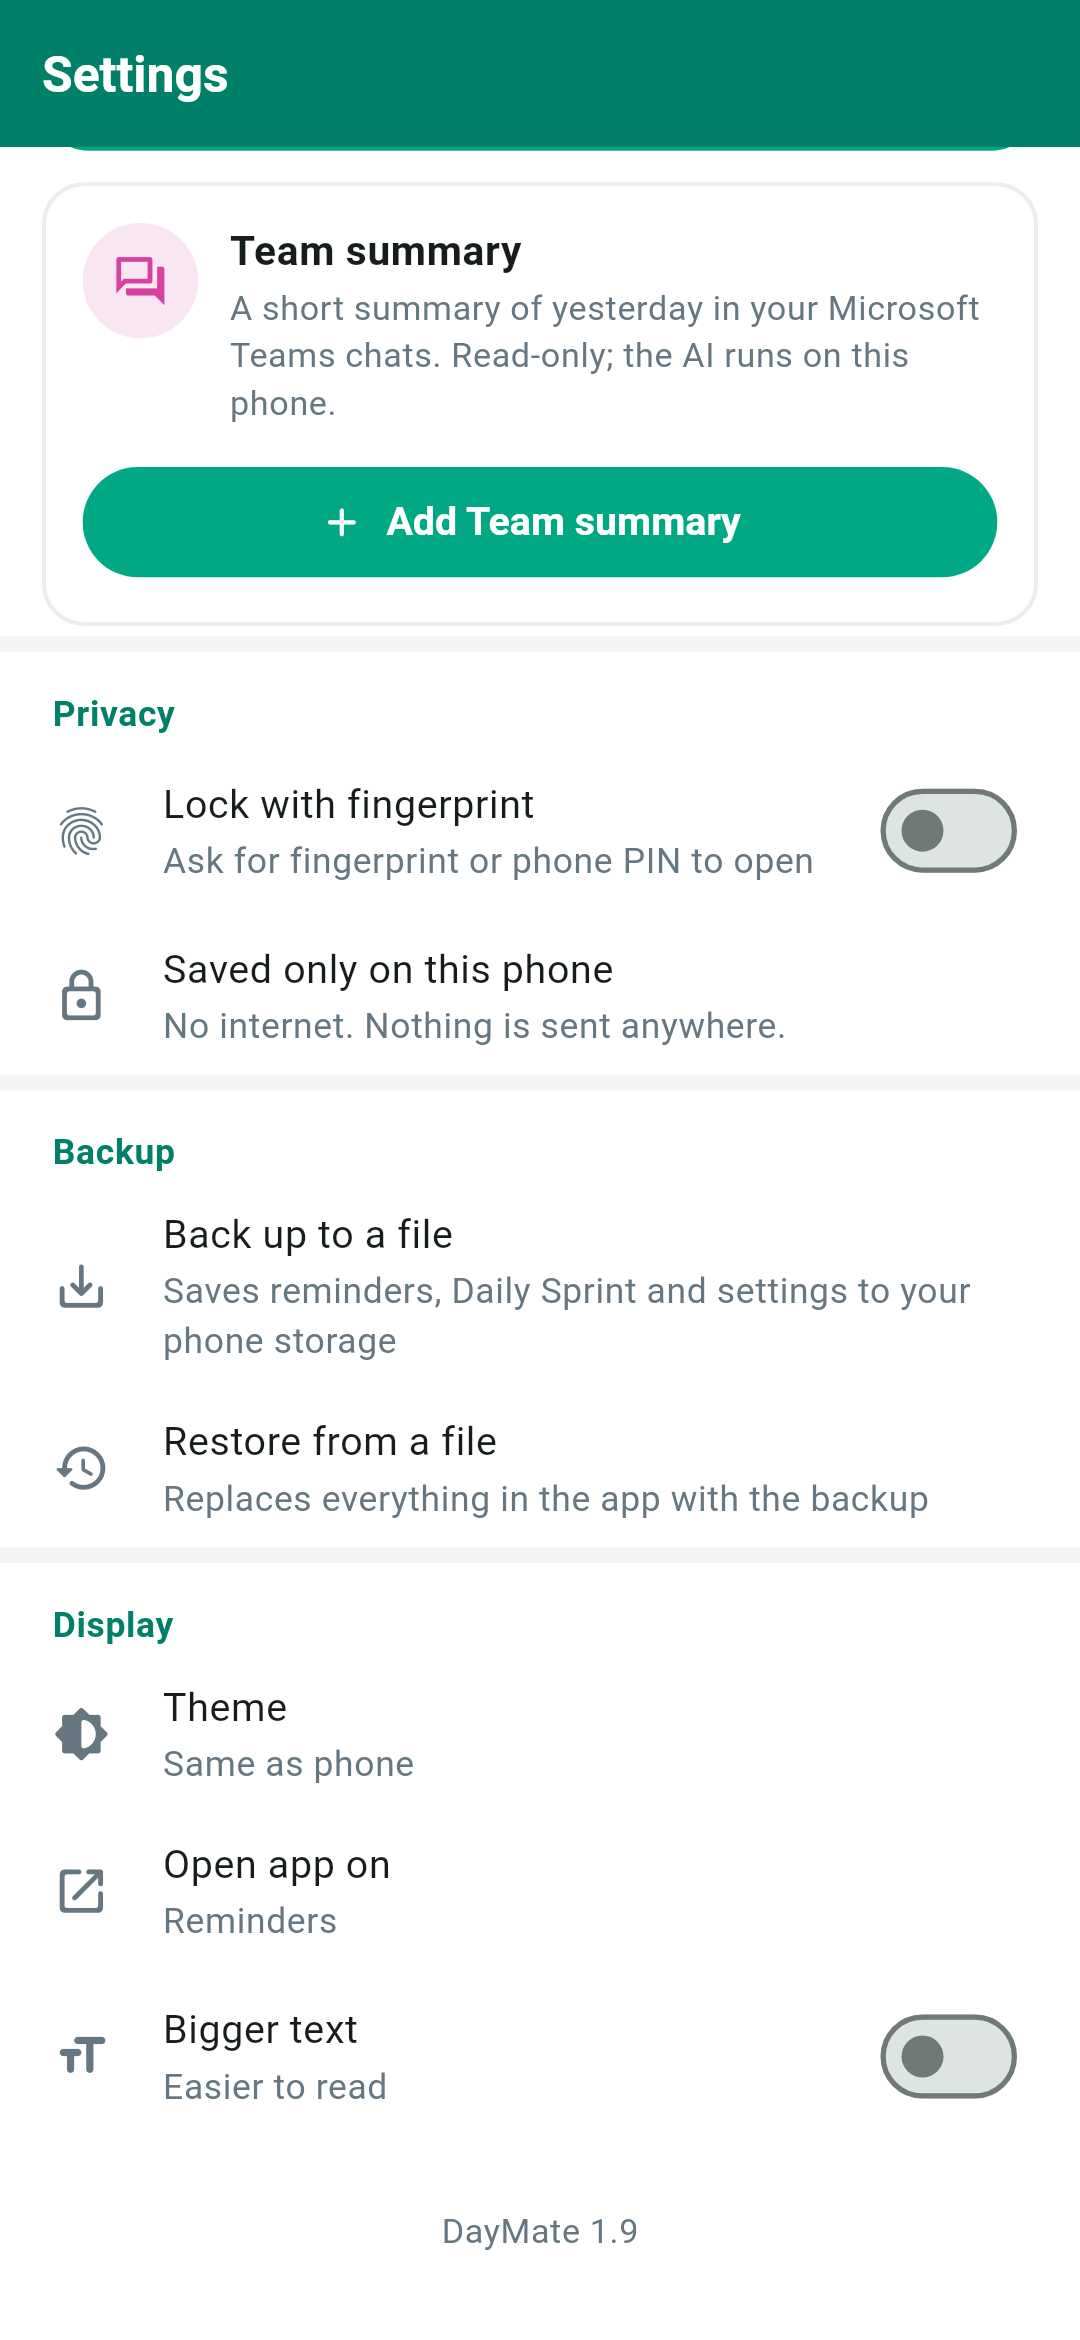 Settings
Team summary
A short summary of yesterday in your Microsoft
Teams chats. Read-only; the AI runs on this
phone.
Add Team summary
Privacy
Lock with fingerprint
Ask for fingerprint or phone PIN to open
Saved only on this phone
No internet. Nothing is sent anywhere.
Backup
Back up to a file
Saves reminders, Daily Sprint and settings to your
phone storage
Restore from a file
Replaces everything in the app with the backup
Display
Theme
Same as phone
Open app on
Reminders
Bigger text
Easier to read
DayMate 1.9